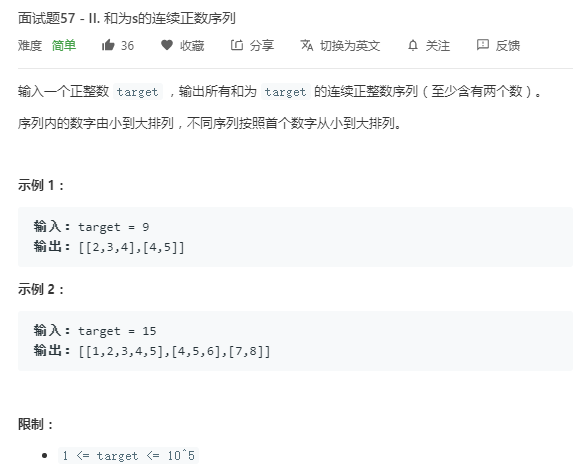 面试题57 - II. 和为s的连续正数序列
难度 简单 36 收藏 分享 切换为英文 关注 反馈
输入一个正整数 target ，输出所有和为 target 的连续正整数序列（至少含有两个数）。
序列内的数字由小到大排列，不同序列按照首个数字从小到大排列。
示例 1：
输入：target = 9
输出：[[2,3,4],[4,5]]
示例 2：
输入：target = 15
输出：[[1,2,3,4,5],[4,5,6],[7,8]]
限制：
1 <= target <= 10^5